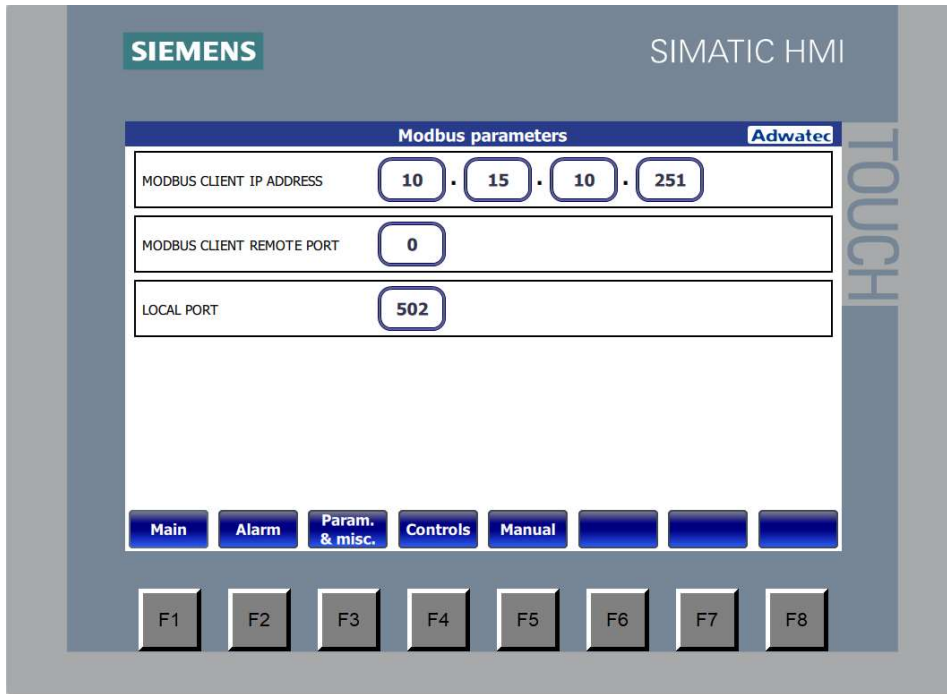 SIEMENS
SIMATIC HMI
TOUCH
Modbus parameters
Adwatec
MODBUS CLIENT IP ADDRESS 10 . 15 . 10 . 251
MODBUS CLIENT REMOTE PORT 0
LOCAL PORT 502
Main Alarm Param. & misc. Controls Manual
F1 F2 F3 F4 F5 F6 F7 F8